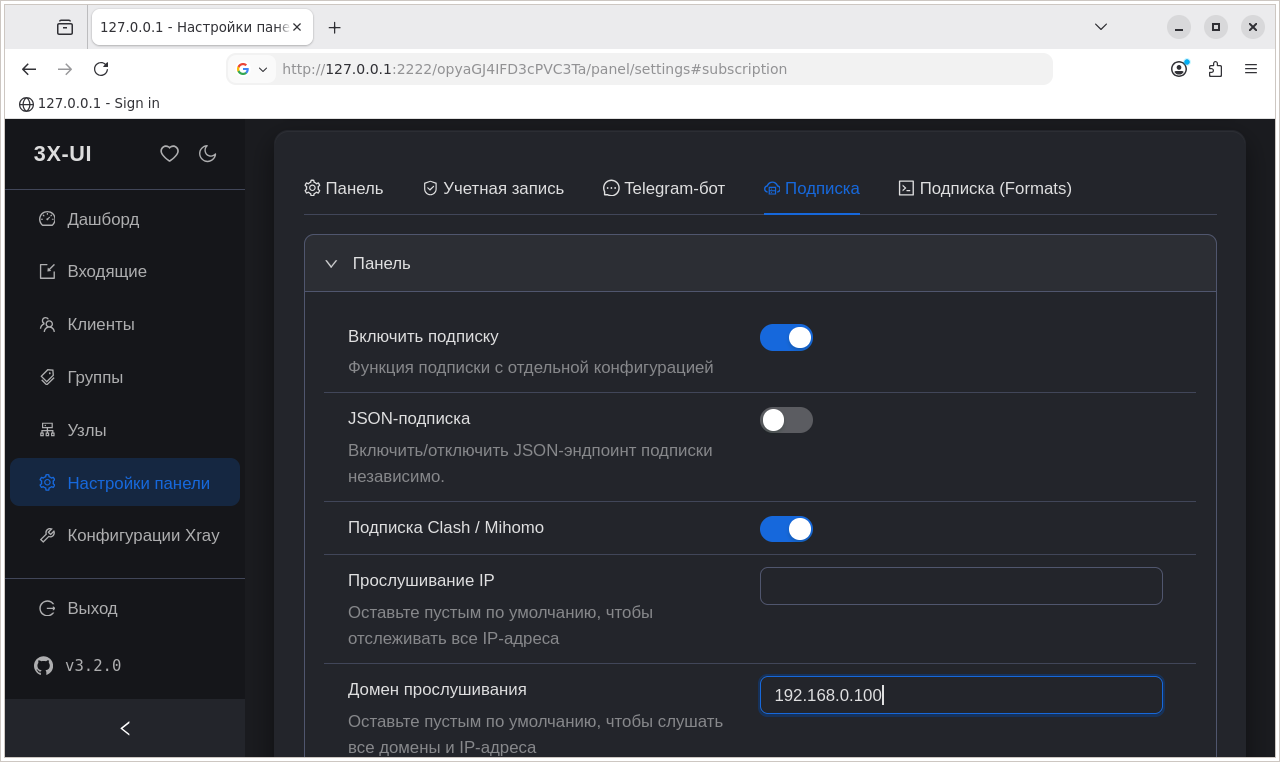 127.0.0.1 - Настройки пане
http://127.0.0.1:2222/opyaGJ4IFD3cPVC3Ta/panel/settings#subscription
127.0.0.1 - Sign in
3X-UI
Дашборд
Входящие
Клиенты
Группы
Узлы
Настройки панели
Конфигурации Xray
Выход
v3.2.0
Панель
Учетная запись
Telegram-бот
Подписка
Подписка (Formats)
Панель
Включить подписку
Функция подписки с отдельной конфигурацией
JSON-подписка
Включить/отключить JSON-эндпоинт подписки
независимо.
Подписка Clash / Mihomo
Прослушивание IP
Оставьте пустым по умолчанию, чтобы
отслеживать все IP-адреса
Домен прослушивания
192.168.0.100
Оставьте пустым по умолчанию, чтобы слушать
все домены и IP-адреса